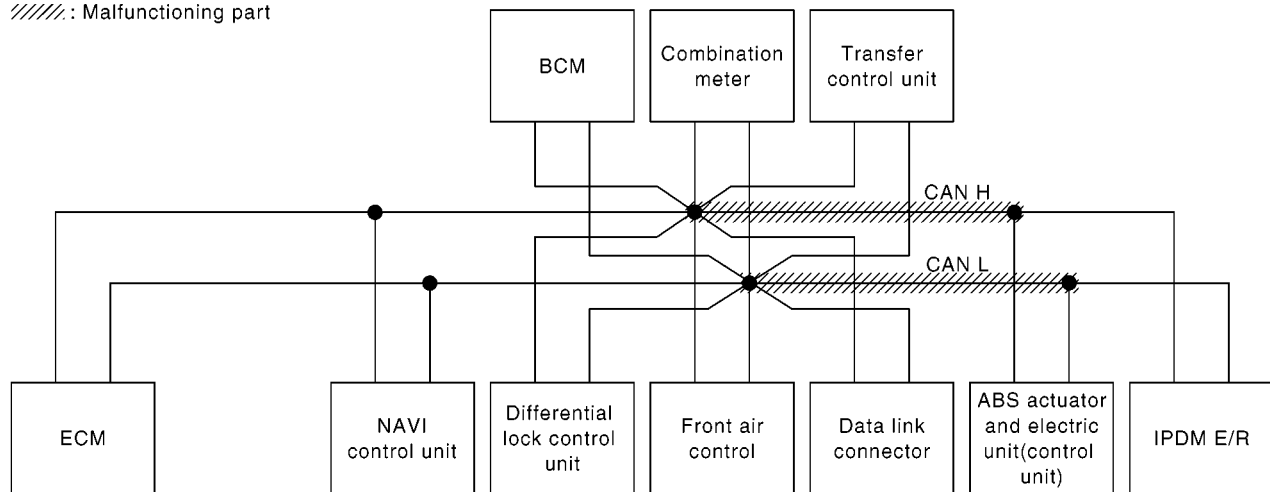 : Malfunctioning part
BCM
Combination
meter
Transfer
control unit
CAN H
CAN L
ECM
NAVI
control unit
Differential
lock control
unit
Front air
control
Data link
connector
ABS actuator
and electric
unit(control
unit)
IPDM E/R